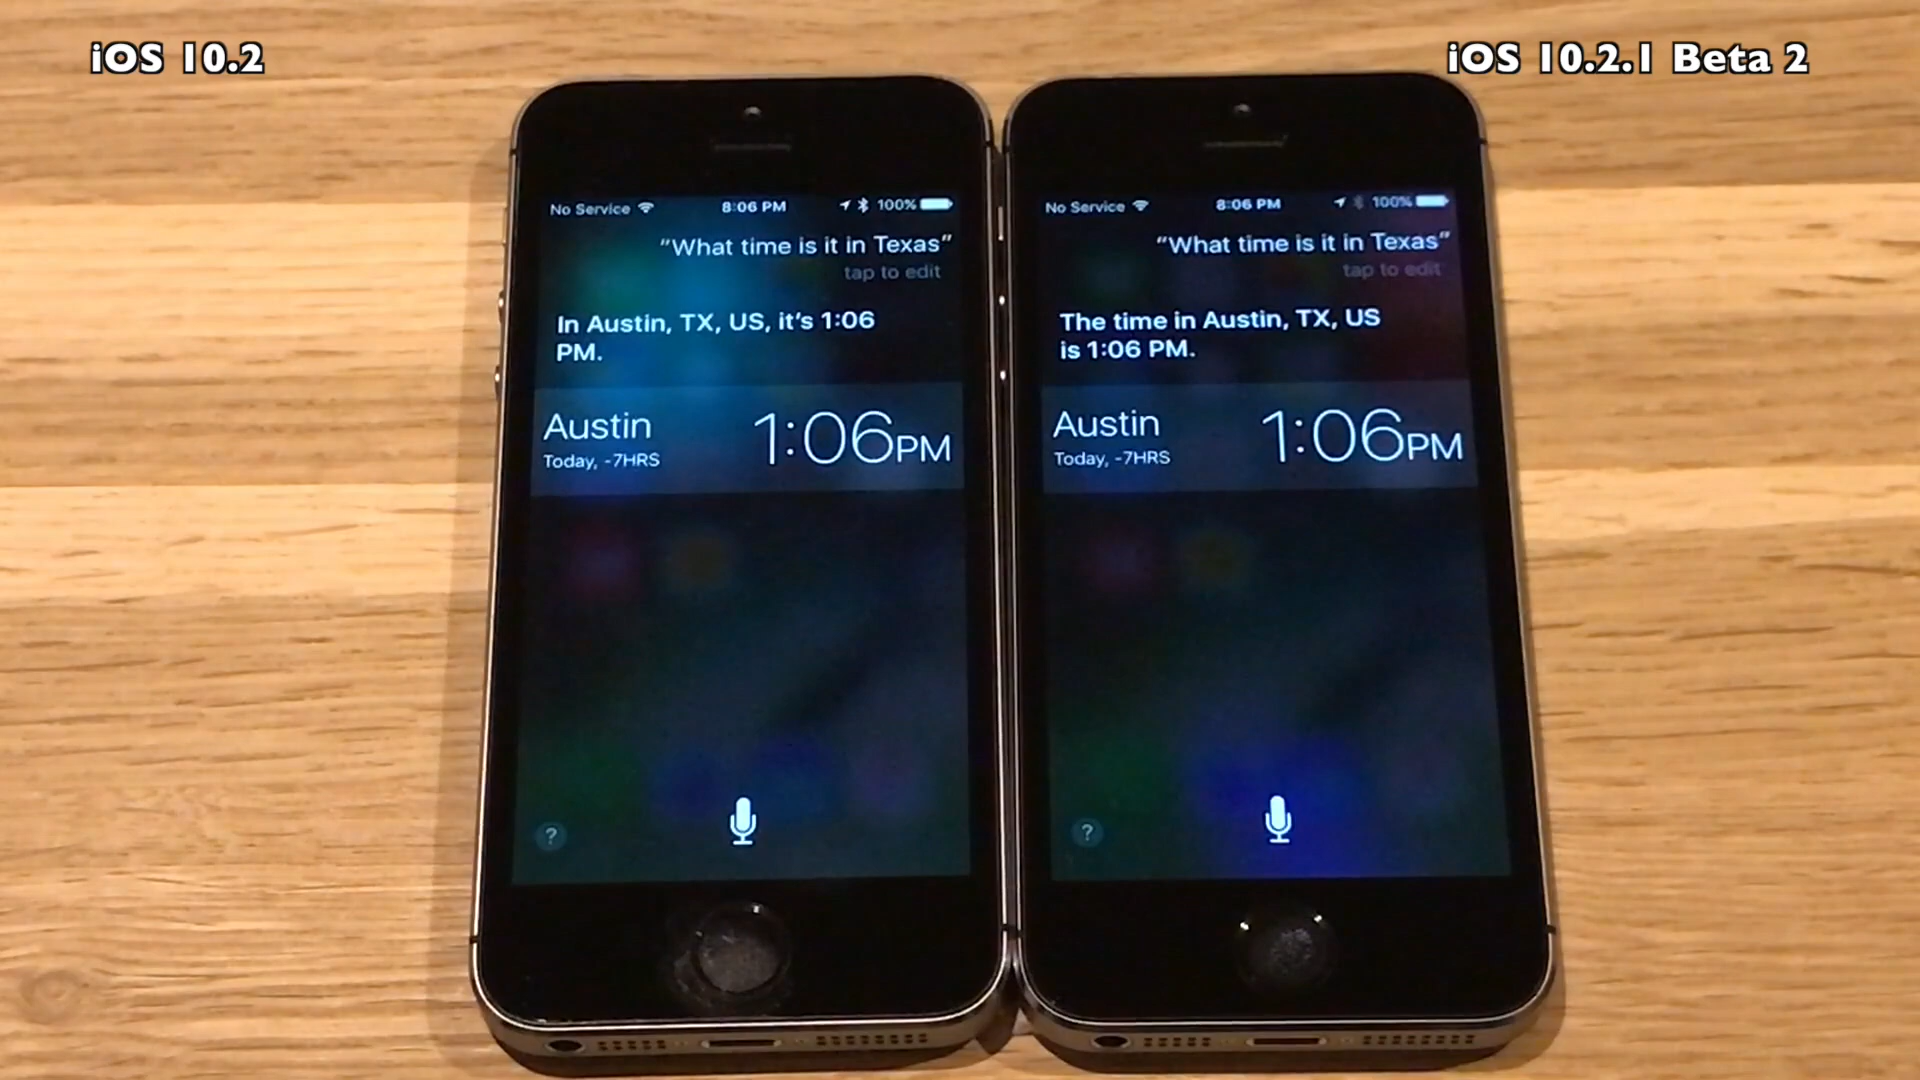 iOS 10.2
iOS 10.2.1 Beta 2
No Service 8:06 PM 100%
“What time is it in Texas”
tap to edit
In Austin, TX, US, it’s 1:06
PM.
Austin 1:06PM
Today, -7HRS
?
No Service 8:06 PM 100%
“What time is it in Texas”
tap to edit
The time in Austin, TX, US
is 1:06 PM.
Austin 1:06PM
Today, -7HRS
?